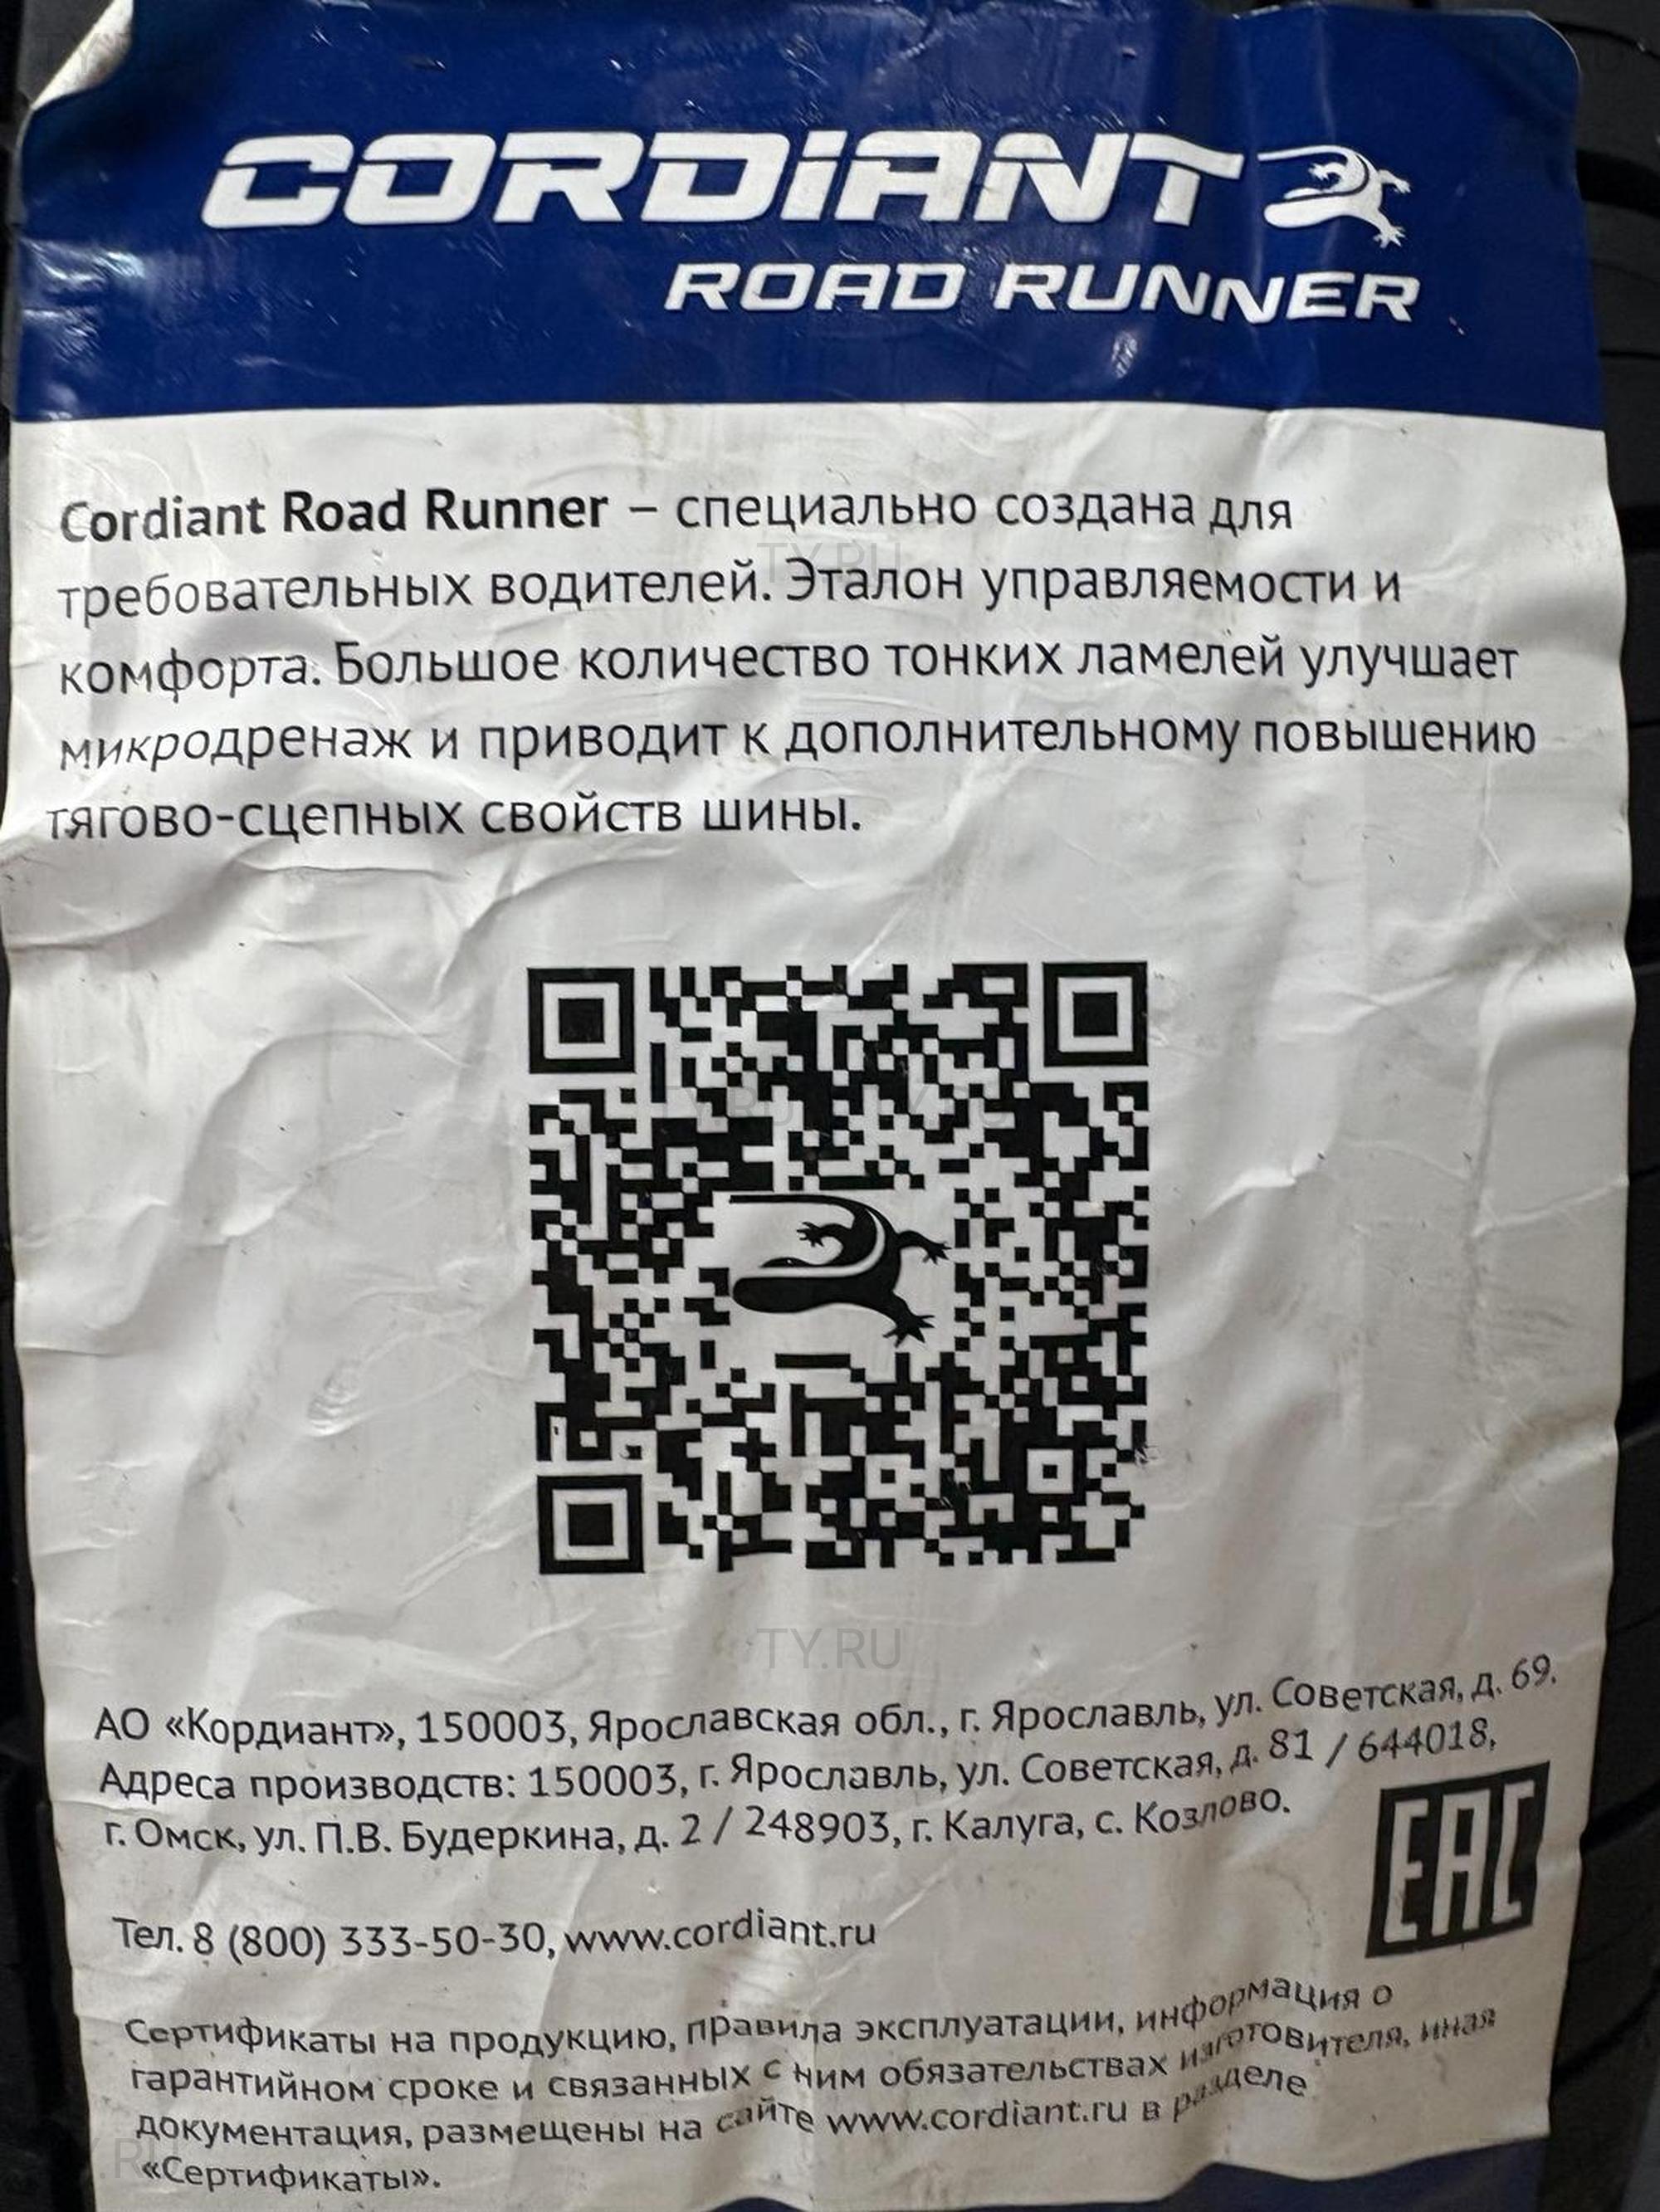 CORDIANT
ROAD RUNNER
Cordiant Road Runner – специально создана для
требовательных водителей. Эталон управляемости и
комфорта. Большое количество тонких ламелей улучшает
микродренаж и приводит к дополнительному повышению
тягово-сцепных свойств шины.
TY.RU
TY.RU
АО «Кордиант», 150003, Ярославская обл., г. Ярославль, ул. Советская, д. 69.
Адреса производств: 150003, г. Ярославль, ул. Советская, д. 81 / 644018,
г. Омск, ул. П.В. Будеркина, д. 2 / 248903, г. Калуга, с. Козлово.
EAC
Тел. 8 (800) 333-50-30, www.cordiant.ru
Сертификаты на продукцию, правила эксплуатации, информация о
гарантийном сроке и связанных с ним обязательствах изготовителя, иная
документация, размещены на сайте www.cordiant.ru в разделе
«Сертификаты».